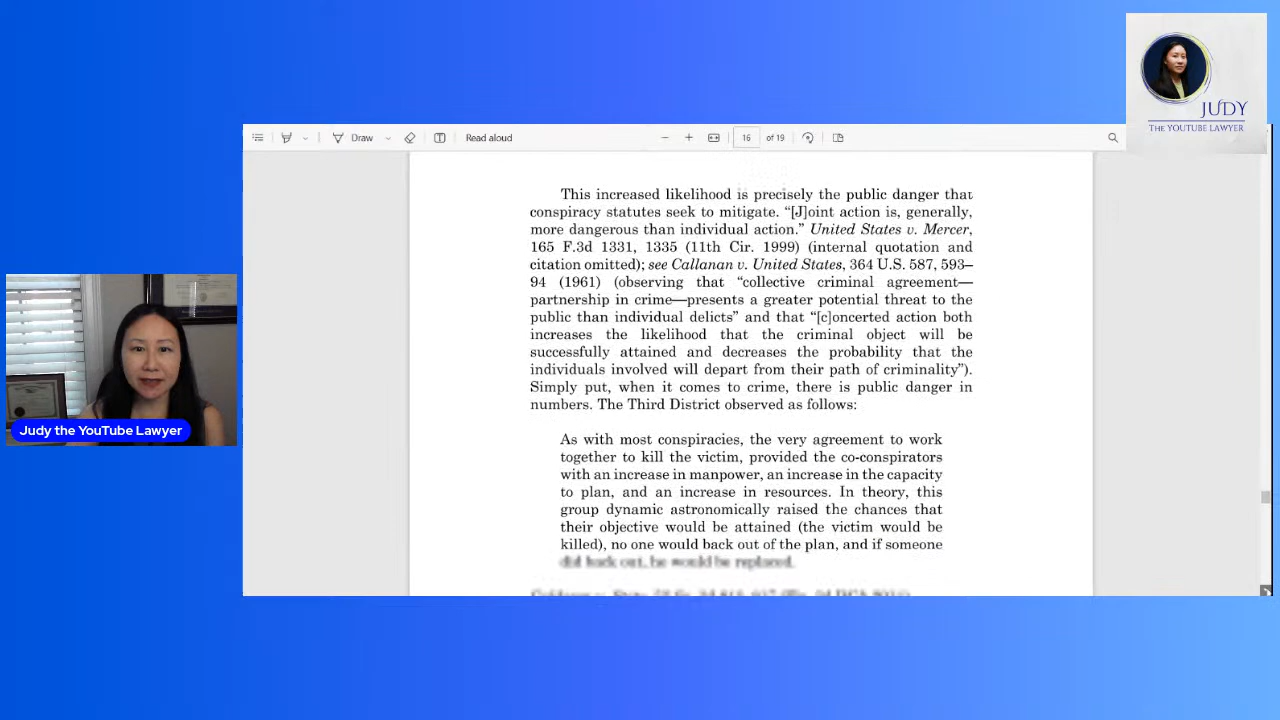 JUDY
THE YOUTUBE LAWYER
Draw
Read aloud
16 of 19
This increased likelihood is precisely the public danger that
conspiracy statutes seek to mitigate. “[J]oint action is, generally,
more dangerous than individual action.” United States v. Mercer,
165 F.3d 1331, 1335 (11th Cir. 1999) (internal quotation and
citation omitted); see Callanan v. United States, 364 U.S. 587, 593–
94 (1961) (observing that “collective criminal agreement—
partnership in crime—presents a greater potential threat to the
public than individual delicts” and that “[c]oncerted action both
increases the likelihood that the criminal object will be
successfully attained and decreases the probability that the
individuals involved will depart from their path of criminality”).
Simply put, when it comes to crime, there is public danger in
numbers. The Third District observed as follows:
As with most conspiracies, the very agreement to work
together to kill the victim, provided the co-conspirators
with an increase in manpower, an increase in the capacity
to plan, and an increase in resources. In theory, this
group dynamic astronomically raised the chances that
their objective would be attained (the victim would be
killed), no one would back out of the plan, and if someone
did back out, he would be replaced.
Judy the YouTube Lawyer